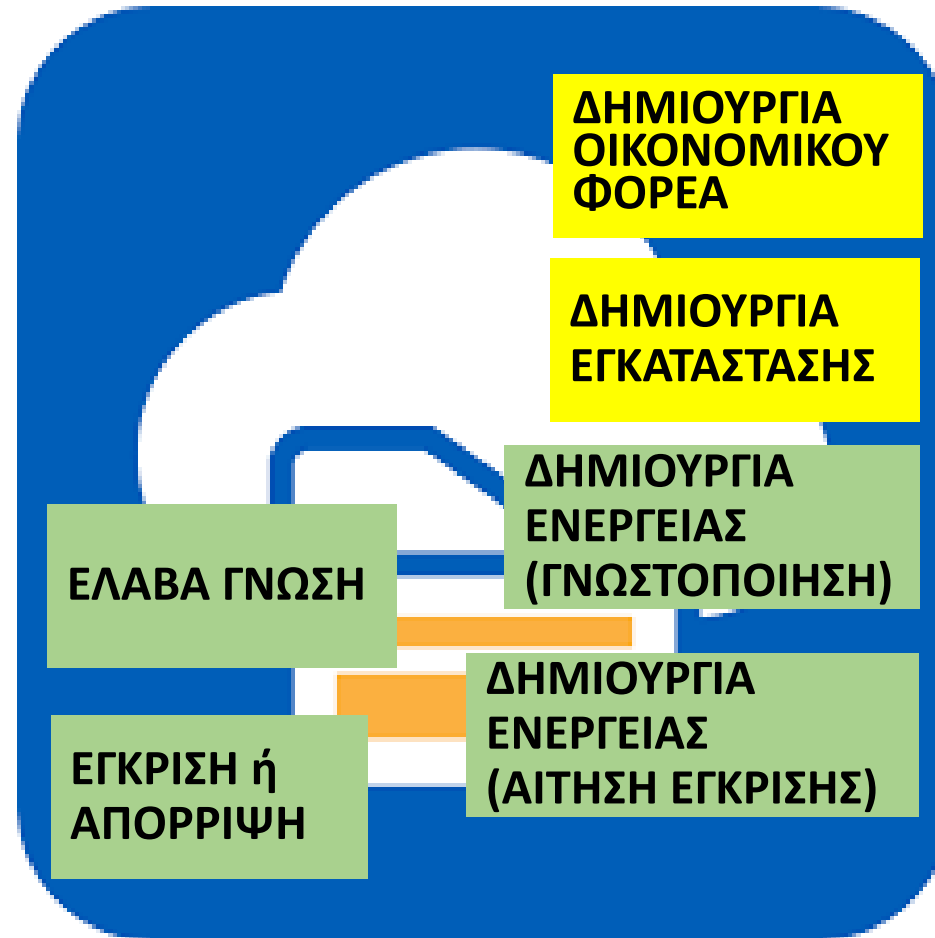 ΔΗΜΙΟΥΡΓΙΑ
ΟΙΚΟΝΟΜΙΚΟΥ
ΦΟΡΕΑ
ΔΗΜΙΟΥΡΓΙΑ
ΕΓΚΑΤΑΣΤΑΣΗΣ
ΔΗΜΙΟΥΡΓΙΑ
ΕΝΕΡΓΕΙΑΣ
(ΓΝΩΣΤΟΠΟΙΗΣΗ)
ΕΛΑΒΑ ΓΝΩΣΗ
ΔΗΜΙΟΥΡΓΙΑ
ΕΝΕΡΓΕΙΑΣ
(ΑΙΤΗΣΗ ΕΓΚΡΙΣΗΣ)
ΕΓΚΡΙΣΗ ή
ΑΠΟΡΡΙΨΗ